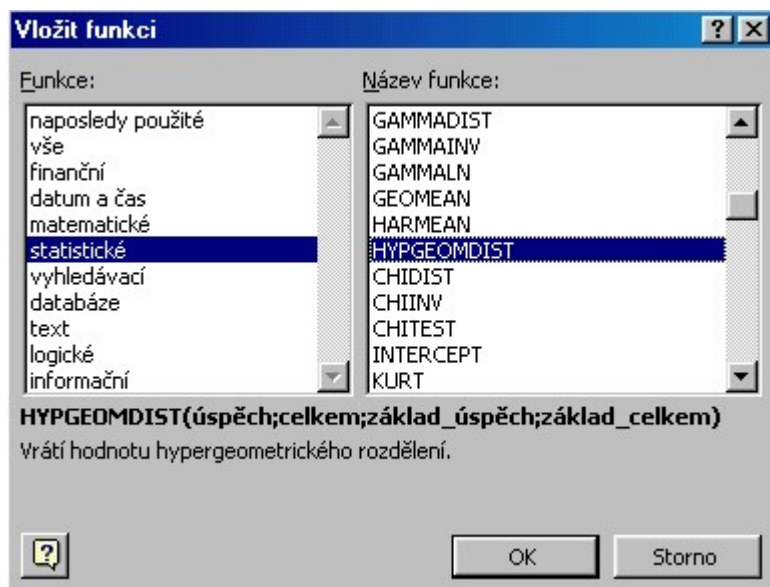 Vložit funkci
Funkce:
naposledy použité
vše
finanční
datum a čas
matematické
statistické
vyhledávací
databáze
text
logické
informační
Název funkce:
GAMMADIST
GAMMAINV
GAMMALN
GEOMEAN
HARMEAN
HYPGEOMDIST
CHIDIST
CHIINV
CHITEST
INTERCEPT
KURT
HYPGEOMDIST(úspěch;celkem;základ_úspěch;základ_celkem)
Vrátí hodnotu hypergeometrického rozdělení.
OK
Storno